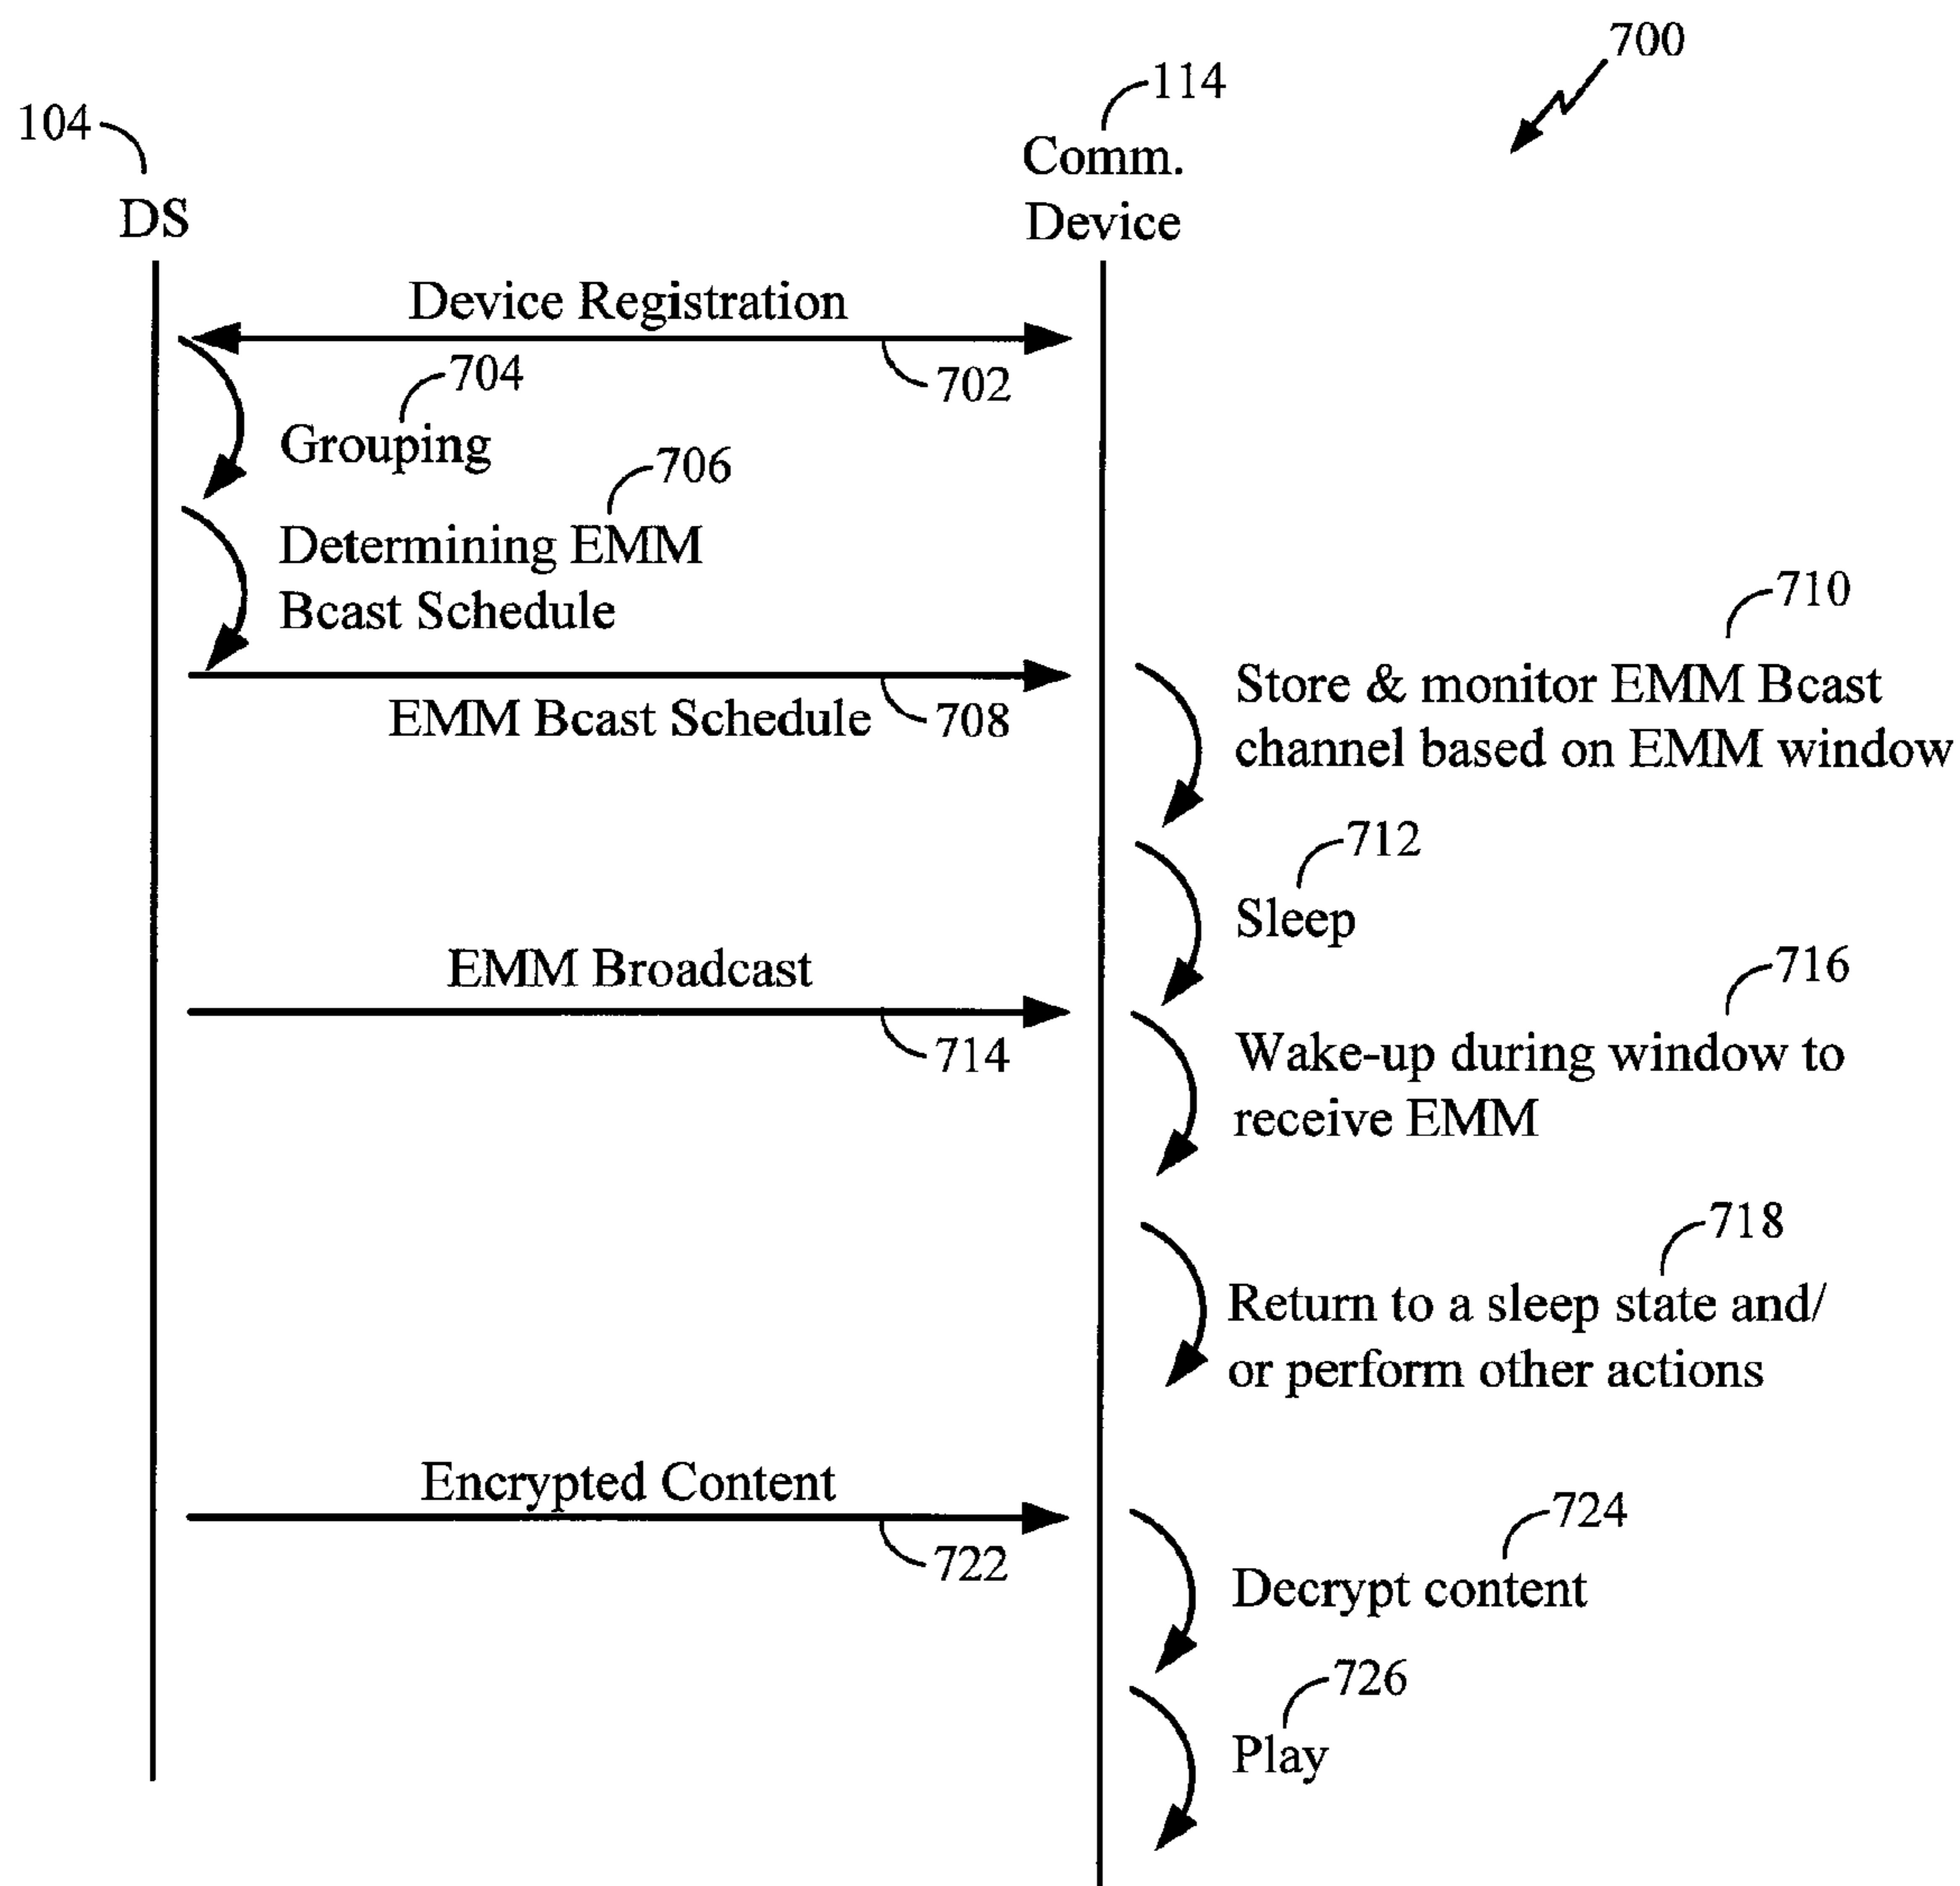 700
114
104
Comm.
Device
DS
Device Registration
702
704
Grouping
706
Determining EMM
Bcast Schedule
710
EMM Bcast Schedule
708
Store & monitor EMM Bcast
channel based on EMM window
712
Sleep
EMM Broadcast
714
716
Wake-up during window to
receive EMM
718
Return to a sleep state and/
or perform other actions
Encrypted Content
722
724
Decrypt content
726
Play